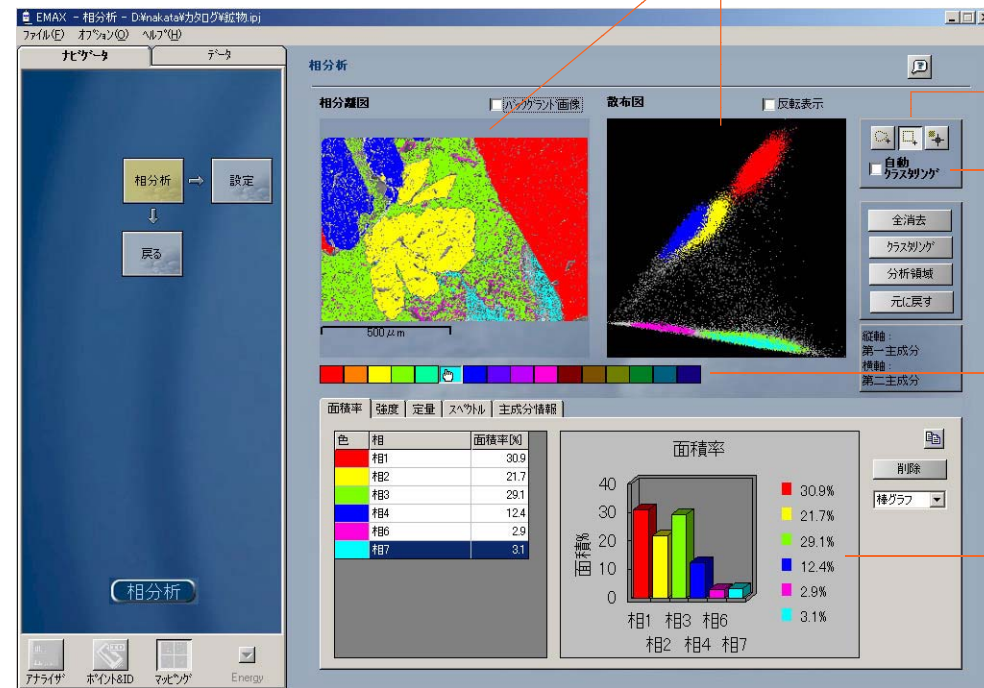 EMAX - 相分析 - D:¥nakata¥カタログ¥鉱物.ipj
ファイル(F) オプション(O) ヘルプ(H)
ナビゲータ データ
相分析
相分離図 バックグランド画像 散布図 反転表示
自動
クラスタリング
相分析 ⇒ 設定
⇩
戻る
全消去
クラスタリング
分析領域
元に戻す
500μm
縦軸:
第一主成分
横軸:
第二主成分
面積率 強度 定量 スペクトル 主成分情報
色 相 面積率[%]
相1 30.9
相2 21.7
相3 29.1
相4 12.4
相6 2.9
相7 3.1
面積率
面積%
40
30
20
10
0
相1 相3 相6
相2 相4 相7
30.9%
21.7%
29.1%
12.4%
2.9%
3.1%
削除
棒グラフ
相分析
アナライザ ポイント&ID マッピング Energy